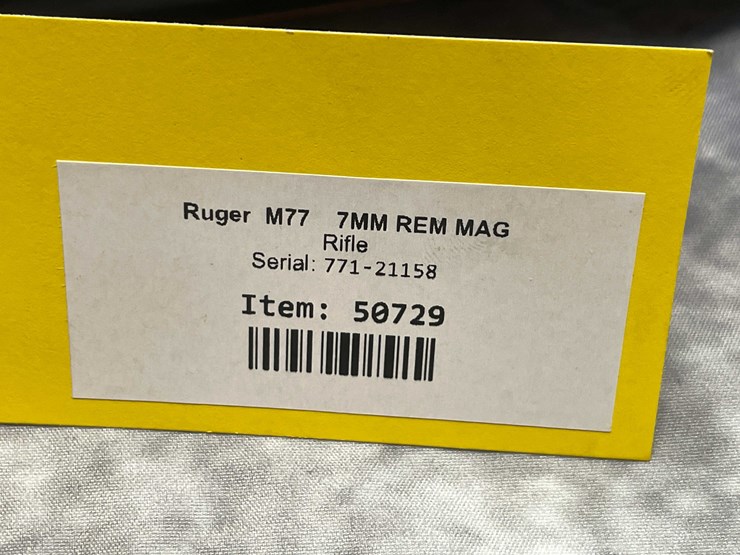 Ruger M77 7MM REM MAG
Rifle
Serial: 771-21158
Item: 50729